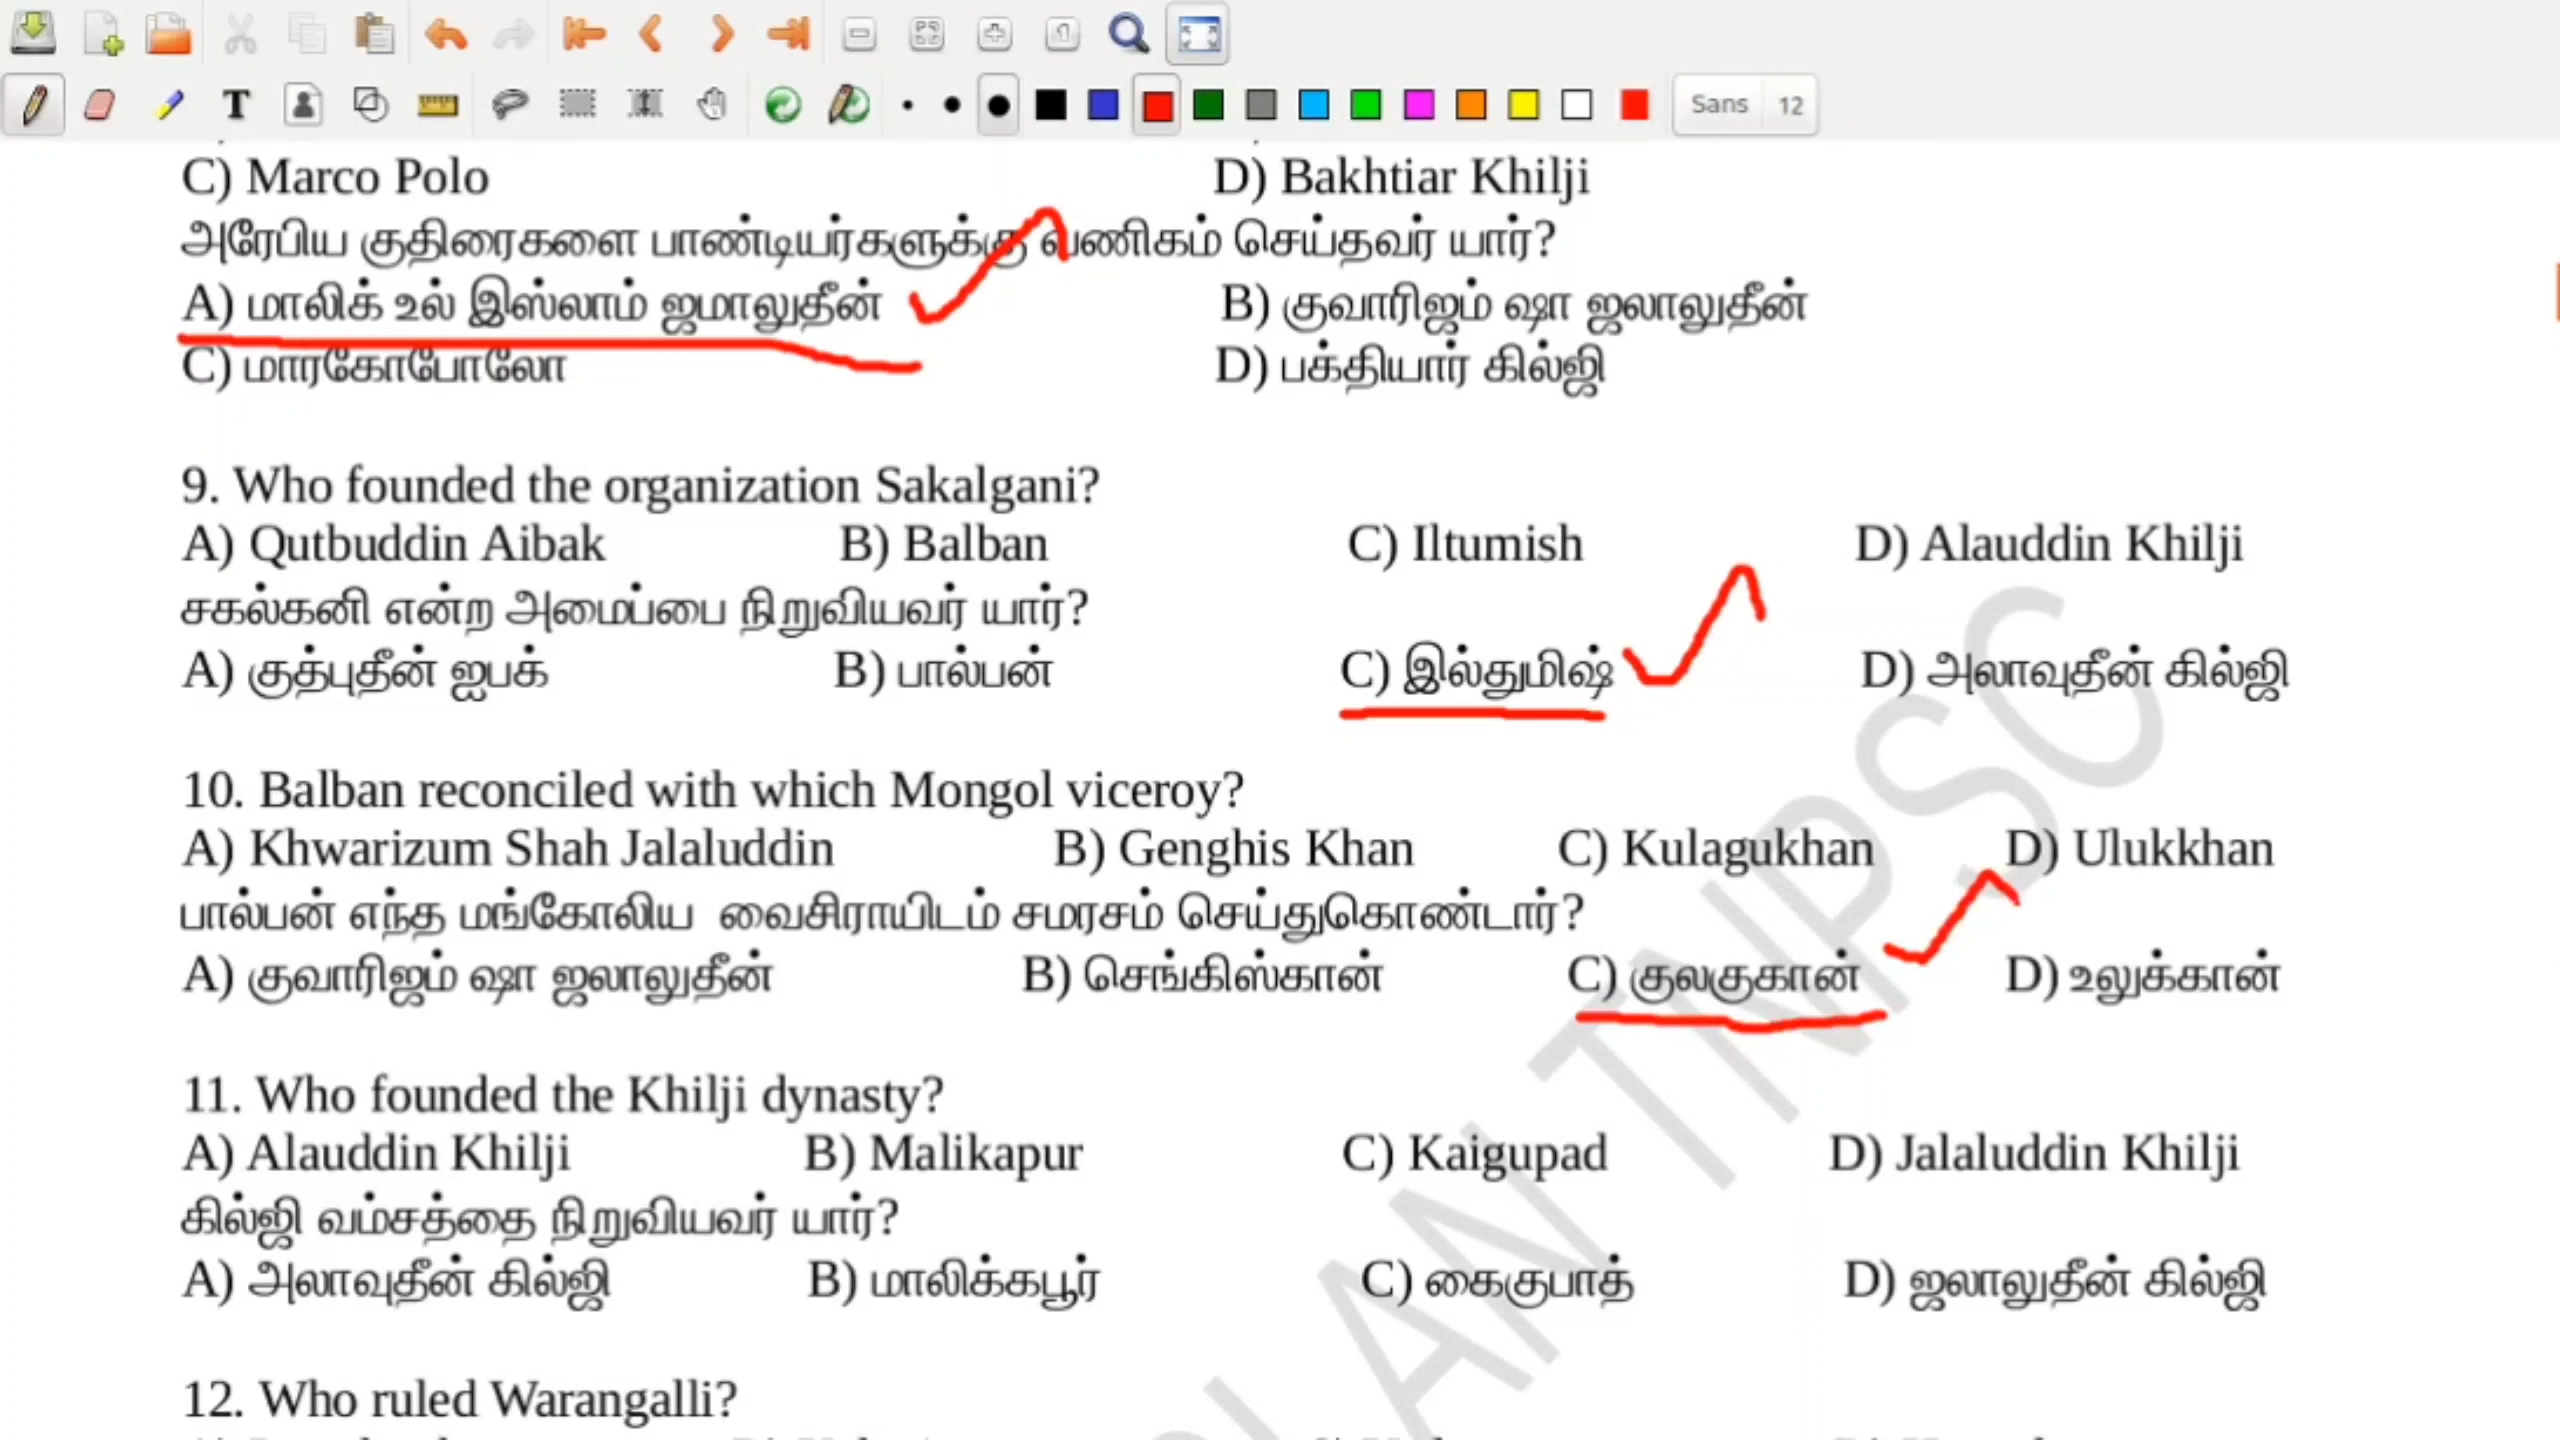 Sans 12
C) Marco Polo D) Bakhtiar Khilji
அரேபிய குதிரைகளை பாண்டியர்களுக்கு வணிகம் செய்தவர் யார்?
A) மாலிக் உல் இஸ்லாம் ஜமாலுதீன் B) குவாரிஜம் ஷா ஜலாலுதீன்
C) மாரகோபோலோ D) பக்தியார் கில்ஜி
9. Who founded the organization Sakalgani?
A) Qutbuddin Aibak B) Balban C) Iltumish D) Alauddin Khilji
சகல்கனி என்ற அமைப்பை நிறுவியவர் யார்?
A) குத்புதீன் ஐபக் B) பால்பன் C) இல்துமிஷ் D) அலாவுதீன் கில்ஜி
10. Balban reconciled with which Mongol viceroy?
A) Khwarizum Shah Jalaluddin B) Genghis Khan C) Kulagukhan D) Ulukkhan
பால்பன் எந்த மங்கோலிய வைசிராயிடம் சமரசம் செய்துகொண்டார்?
A) குவாரிஜம் ஷா ஜலாலுதீன் B) செங்கிஸ்கான் C) குலகுகான் D) உலுக்கான்
11. Who founded the Khilji dynasty?
A) Alauddin Khilji B) Malikapur C) Kaigupad D) Jalaluddin Khilji
கில்ஜி வம்சத்தை நிறுவியவர் யார்?
A) அலாவுதீன் கில்ஜி B) மாலிக்கபூர் C) கைகுபாத் D) ஜலாலுதீன் கில்ஜி
12. Who ruled Warangalli?
LAN TNPSC